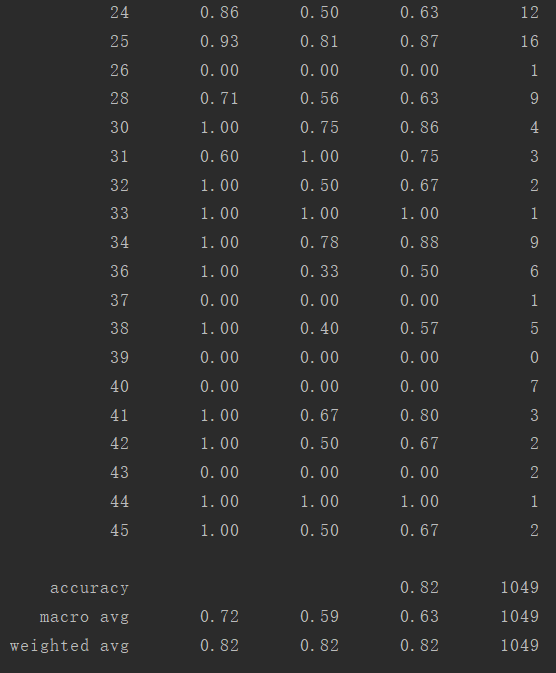 24 0.86 0.50 0.63 12
25 0.93 0.81 0.87 16
26 0.00 0.00 0.00 1
28 0.71 0.56 0.63 9
30 1.00 0.75 0.86 4
31 0.60 1.00 0.75 3
32 1.00 0.50 0.67 2
33 1.00 1.00 1.00 1
34 1.00 0.78 0.88 9
36 1.00 0.33 0.50 6
37 0.00 0.00 0.00 1
38 1.00 0.40 0.57 5
39 0.00 0.00 0.00 0
40 0.00 0.00 0.00 7
41 1.00 0.67 0.80 3
42 1.00 0.50 0.67 2
43 0.00 0.00 0.00 2
44 1.00 1.00 1.00 1
45 1.00 0.50 0.67 2
accuracy 0.82 1049
macro avg 0.72 0.59 0.63 1049
weighted avg 0.82 0.82 0.82 1049